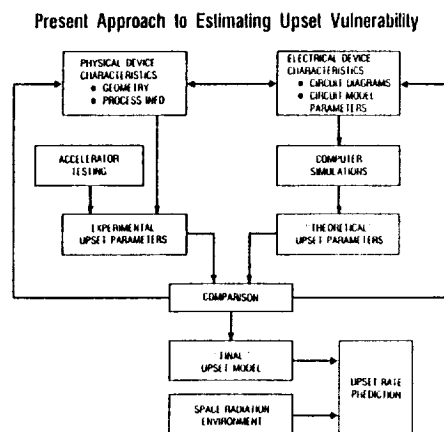 Present Approach to Estimating Upset Vulnerability
PHYSICAL DEVICE
CHARACTERISTICS
• GEOMETRY
• PROCESS INFO
ELECTRICAL DEVICE
CHARACTERISTICS
• CIRCUIT DIAGRAMS
• CIRCUIT MODEL
PARAMETERS
ACCELERATOR
TESTING
COMPUTER
SIMULATIONS
EXPERIMENTAL
UPSET PARAMETERS
"THEORETICAL"
UPSET PARAMETERS
COMPARISON
"FINAL"
UPSET MODEL
UPSET RATE
PREDICTION
SPACE RADIATION
ENVIRONMENT